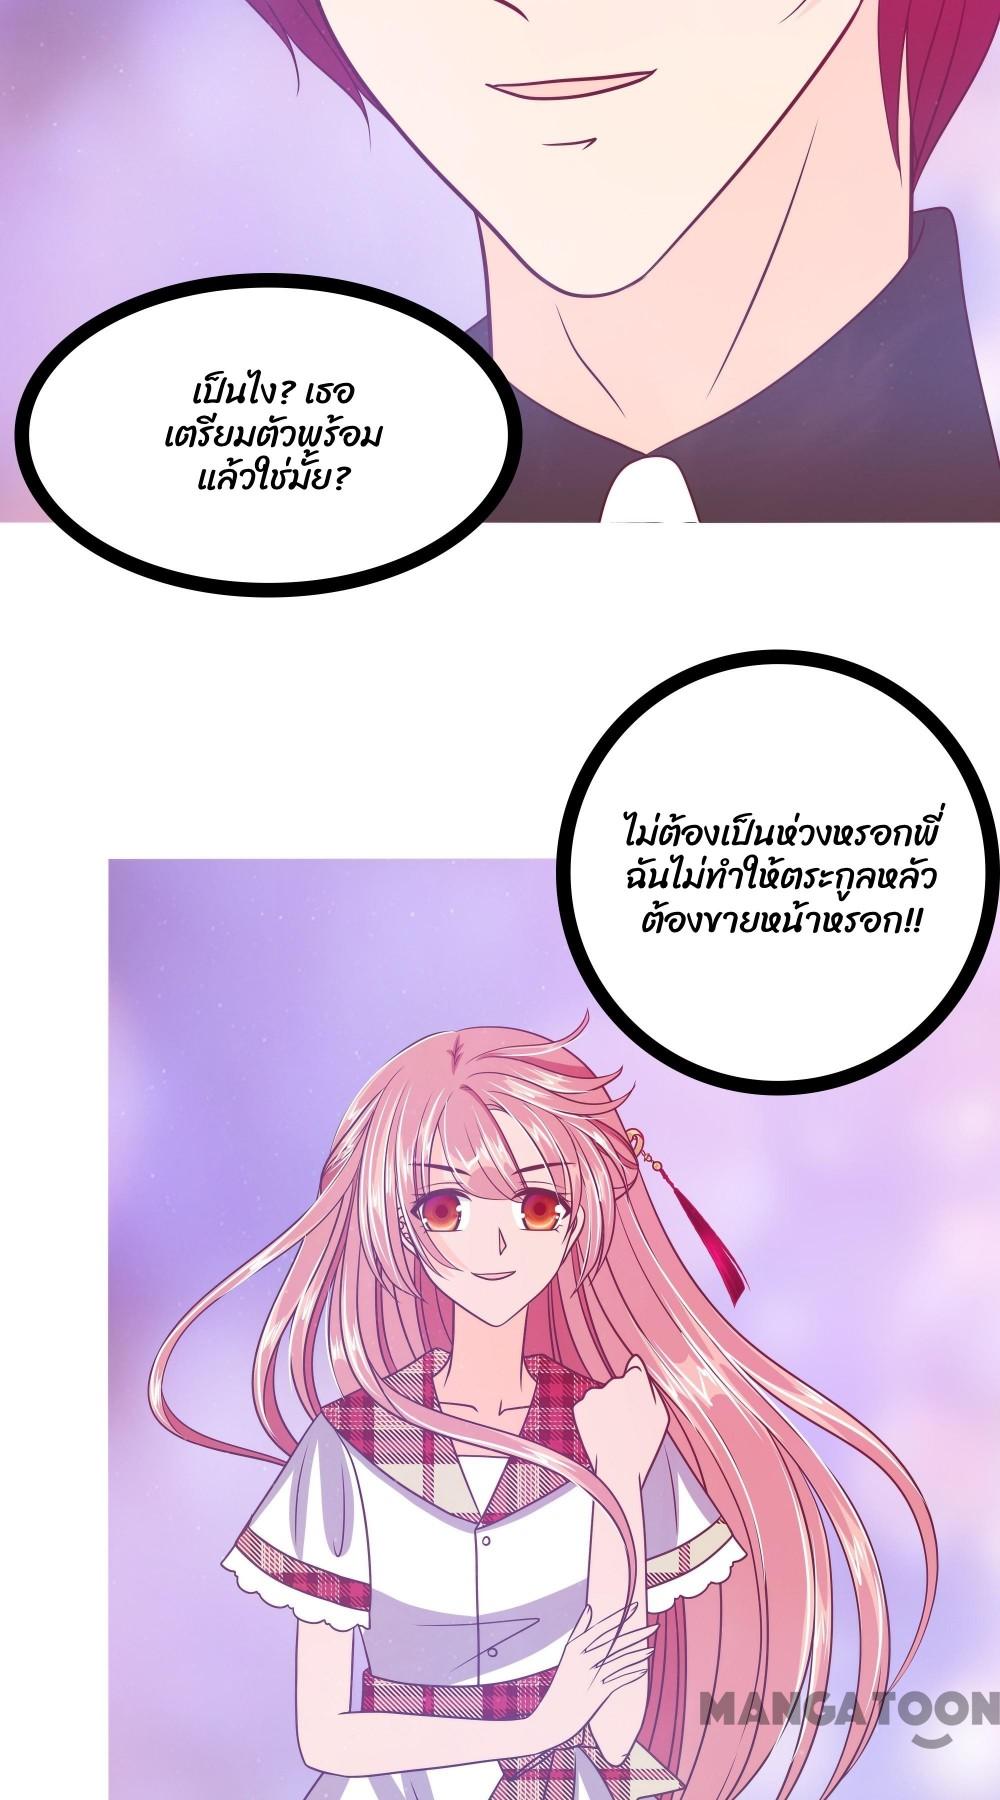 เป็นไง? เธอ
เตรียมตัวพร้อม
แล้วใช่มั้ย?
ไม่ต้องเป็นห่วงหรอกพี่
ฉันไม่ทำให้ตระกูลหลัว
ต้องขายหน้าหรอก!!
MANGATOON